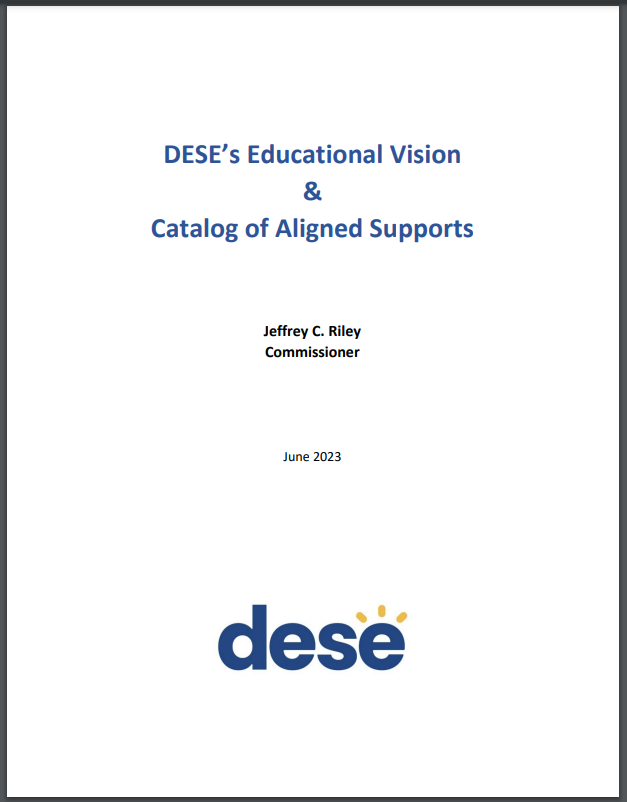 DESE’s Educational Vision
&
Catalog of Aligned Supports
Jeffrey C. Riley
Commissioner
June 2023
dese